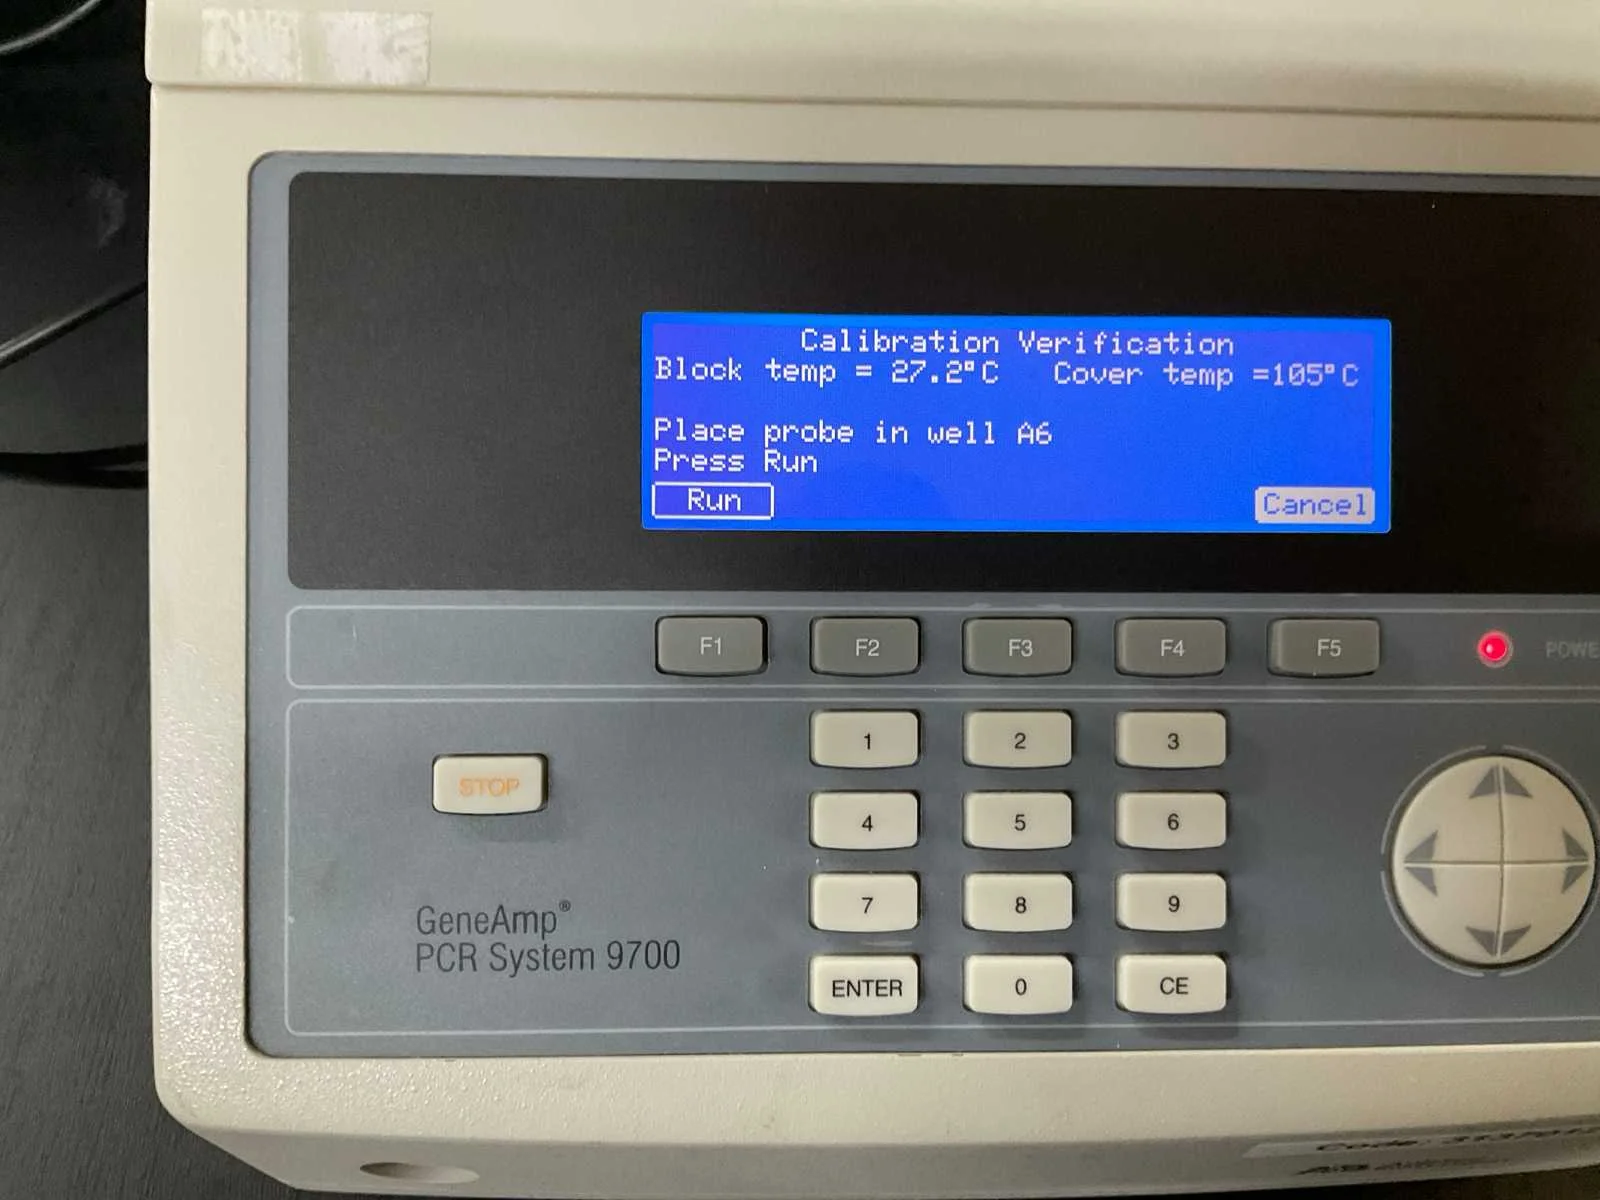 Calibration Verification
Block temp = 27.2°C Cover temp =105°C
Place probe in well A6
Press Run
Run Cancel
F1 F2 F3 F4 F5 POWE
1 2 3
STOP
4 5 6
7 8 9
GeneAmp®
PCR System 9700
ENTER 0 CE
Code: